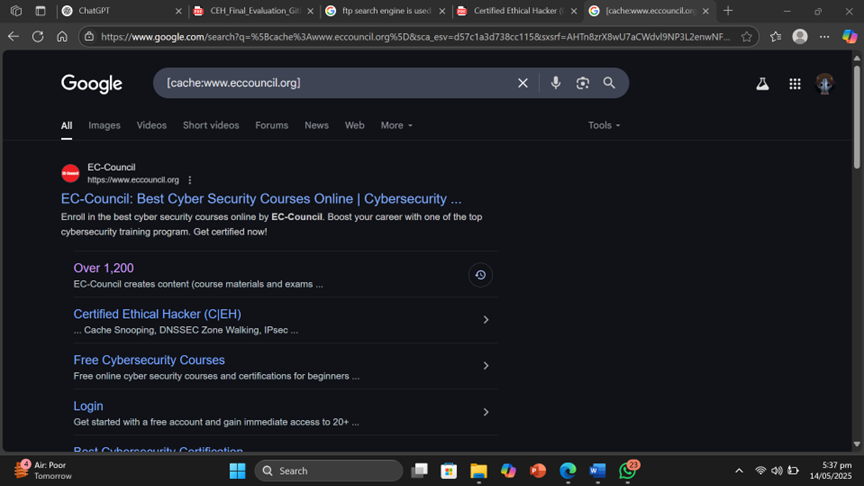 ChatGPT
CEH_Final_Evaluation_Git
ftp search engine is used
Certified Ethical Hacker (C
[cache:www.eccouncil.org
https://www.google.com/search?q=%5Bcache%3Awww.eccouncil.org%5D&sca_esv=d57c1a3d738cc115&sxsrf=AHTn8zrX8wU7aCWdvl9NP3L2enwNF...
Google
[cache:www.eccouncil.org]
All
Images
Videos
Short videos
Forums
News
Web
More
Tools
EC-Council
https://www.eccouncil.org
EC-Council: Best Cyber Security Courses Online | Cybersecurity ...
Enroll in the best cyber security courses online by EC-Council. Boost your career with one of the top
cybersecurity training program. Get certified now!
Over 1,200
EC-Council creates content (course materials and exams ...
Certified Ethical Hacker (C|EH)
... Cache Snooping, DNSSEC Zone Walking, IPsec ...
Free Cybersecurity Courses
Free online cyber security courses and certifications for beginners ...
Login
Get started with a free account and gain immediate access to 20+ ...
Best Cybersecurity Certification
4
Air: Poor
Tomorrow
Search
23
5:37 pm
14/05/2025